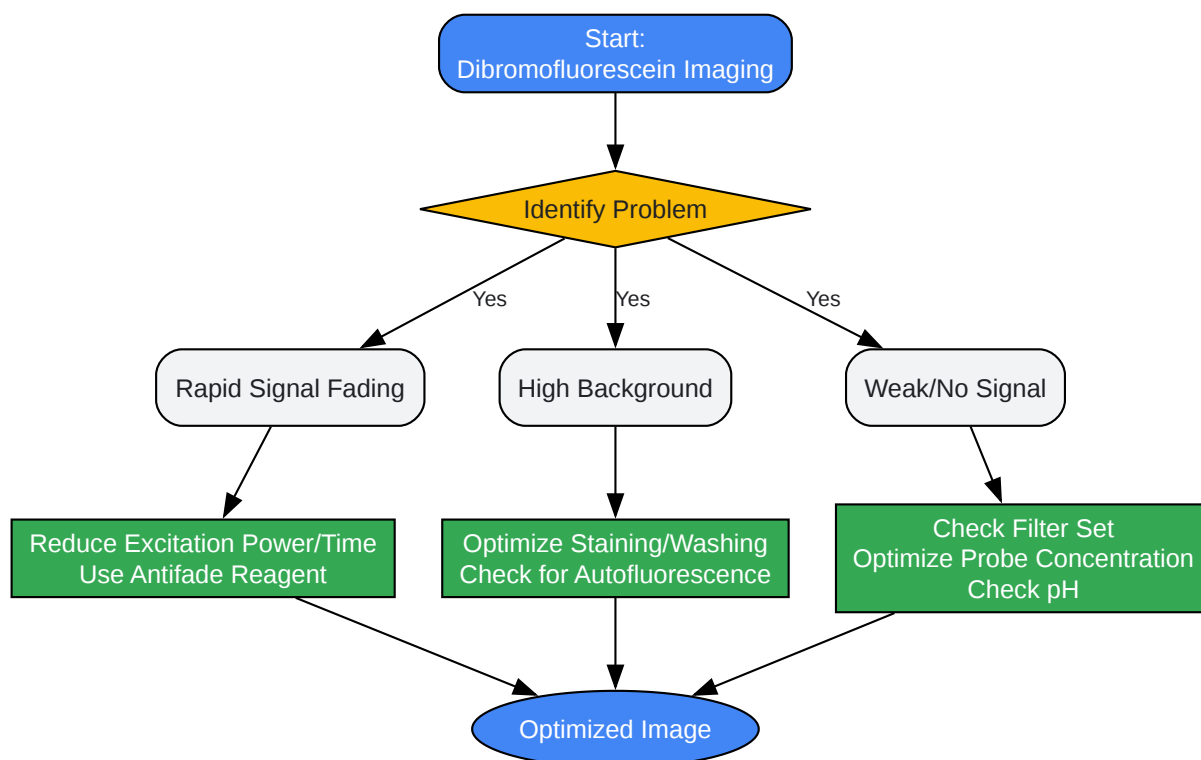 Start:
Dibromofluorescein Imaging
Identify Problem
Yes
Yes
Yes
Rapid Signal Fading
High Background
Weak/No Signal
Reduce Excitation Power/Time
Use Antifade Reagent
Optimize Staining/Washing
Check for Autofluorescence
Check Filter Set
Optimize Probe Concentration
Check pH
Optimized Image